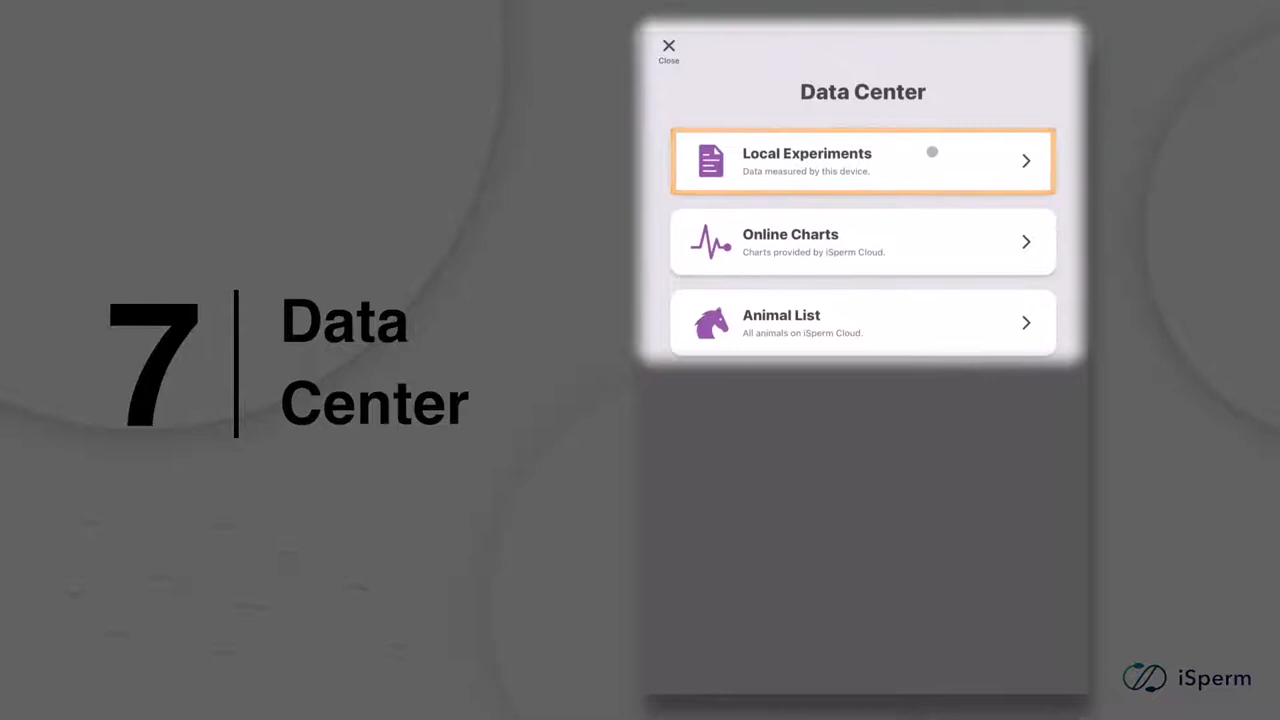 7
Data
Center
Close
Data Center
Local Experiments
Data measured by this device.
Online Charts
Charts provided by iSperm Cloud.
Animal List
All animals on iSperm Cloud.
iSperm